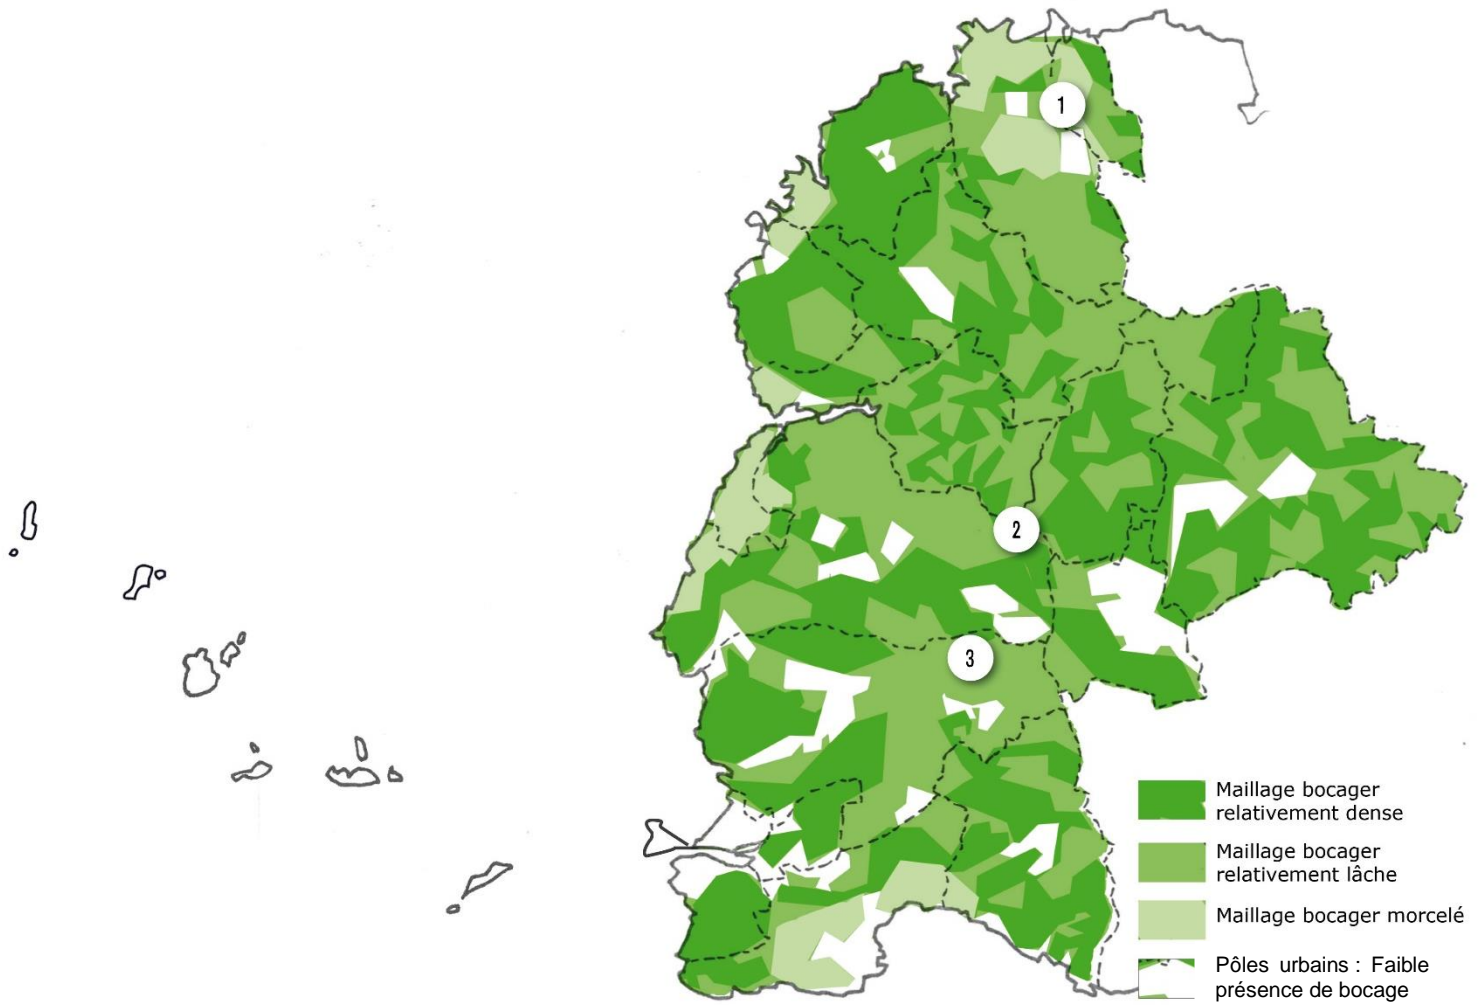 1
2
3
Maillage bocager
relativement dense
Maillage bocager
relativement lâche
Maillage bocager morcelé
Pôles urbains : Faible
présence de bocage